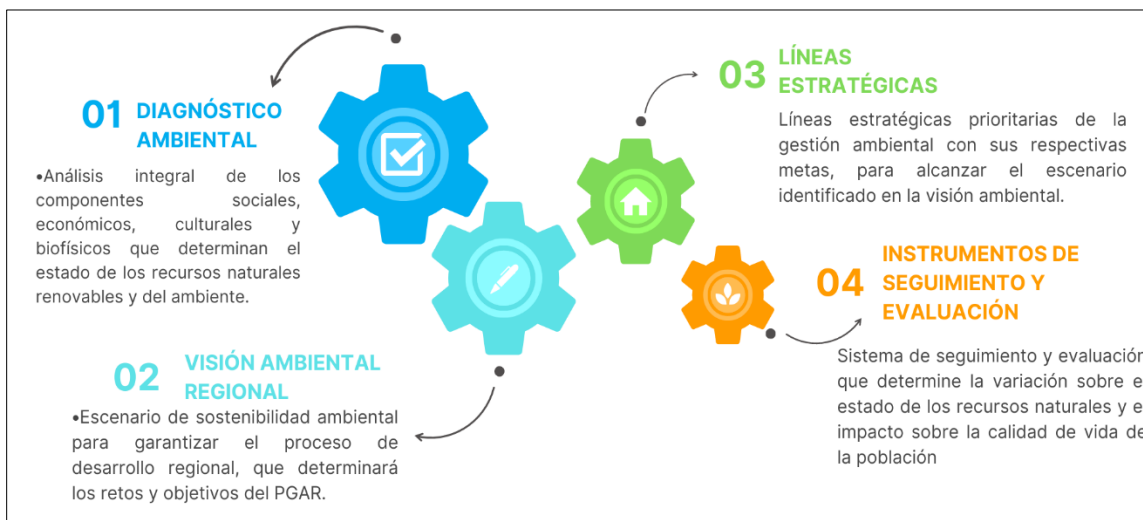 01 DIAGNÓSTICO
AMBIENTAL
•Análisis integral de los
componentes sociales,
económicos, culturales y
biofísicos que determinan el
estado de los recursos naturales
renovables y del ambiente.
02 VISIÓN AMBIENTAL
REGIONAL
•Escenario de sostenibilidad ambiental
para garantizar el proceso de
desarrollo regional, que determinará
los retos y objetivos del PGAR.
03 LÍNEAS
ESTRATÉGICAS
Líneas estratégicas prioritarias de la
gestión ambiental con sus respectivas
metas, para alcanzar el escenario
identificado en la visión ambiental.
04 INSTRUMENTOS DE
SEGUIMIENTO Y
EVALUACIÓN
Sistema de seguimiento y evaluación
que determine la variación sobre e
estado de los recursos naturales y e
impacto sobre la calidad de vida de
la población